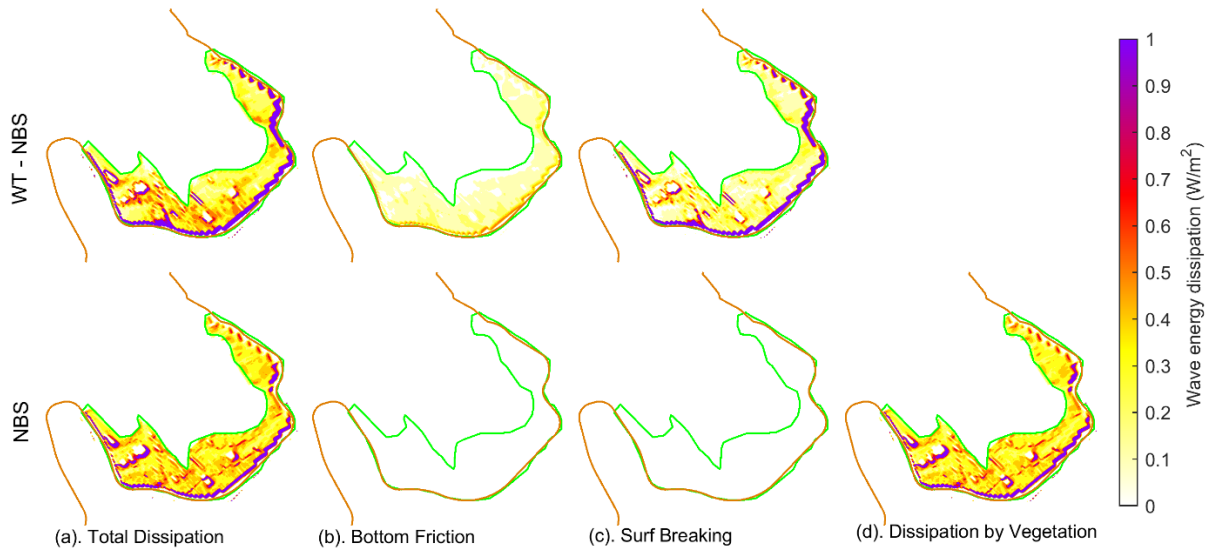 WT - NBS
NBS
(a). Total Dissipation
(b). Bottom Friction
(c). Surf Breaking
(d). Dissipation by Vegetation
1
0.9
0.8
0.7
0.6
0.5
0.4
0.3
0.2
0.1
0
Wave energy dissipation (W/m²)